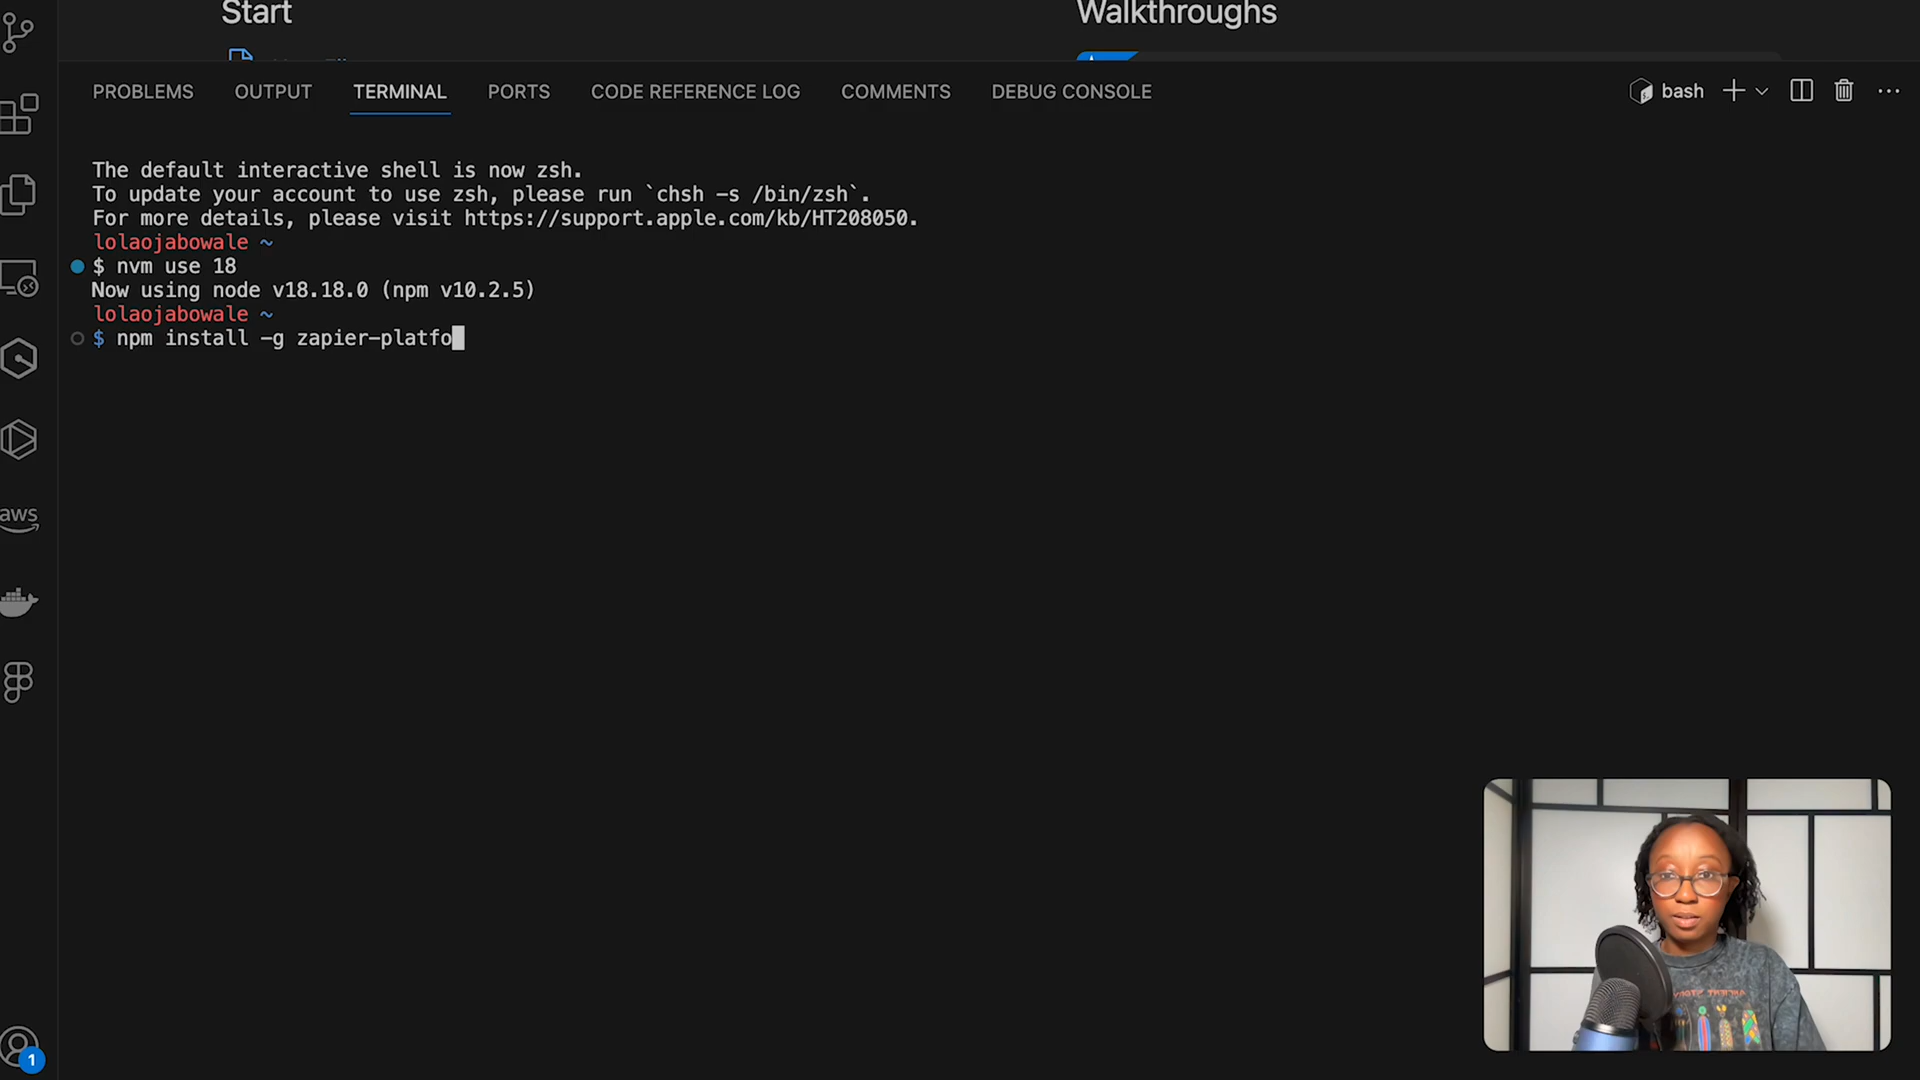 Start
Walkthroughs
PROBLEMS OUTPUT TERMINAL PORTS CODE REFERENCE LOG COMMENTS DEBUG CONSOLE
bash
The default interactive shell is now zsh.
To update your account to use zsh, please run `chsh -s /bin/zsh`.
For more details, please visit https://support.apple.com/kb/HT208050.
lolaojabowale ~
$ nvm use 18
Now using node v18.18.0 (npm v10.2.5)
lolaojabowale ~
$ npm install -g zapier-platfo
aws
1